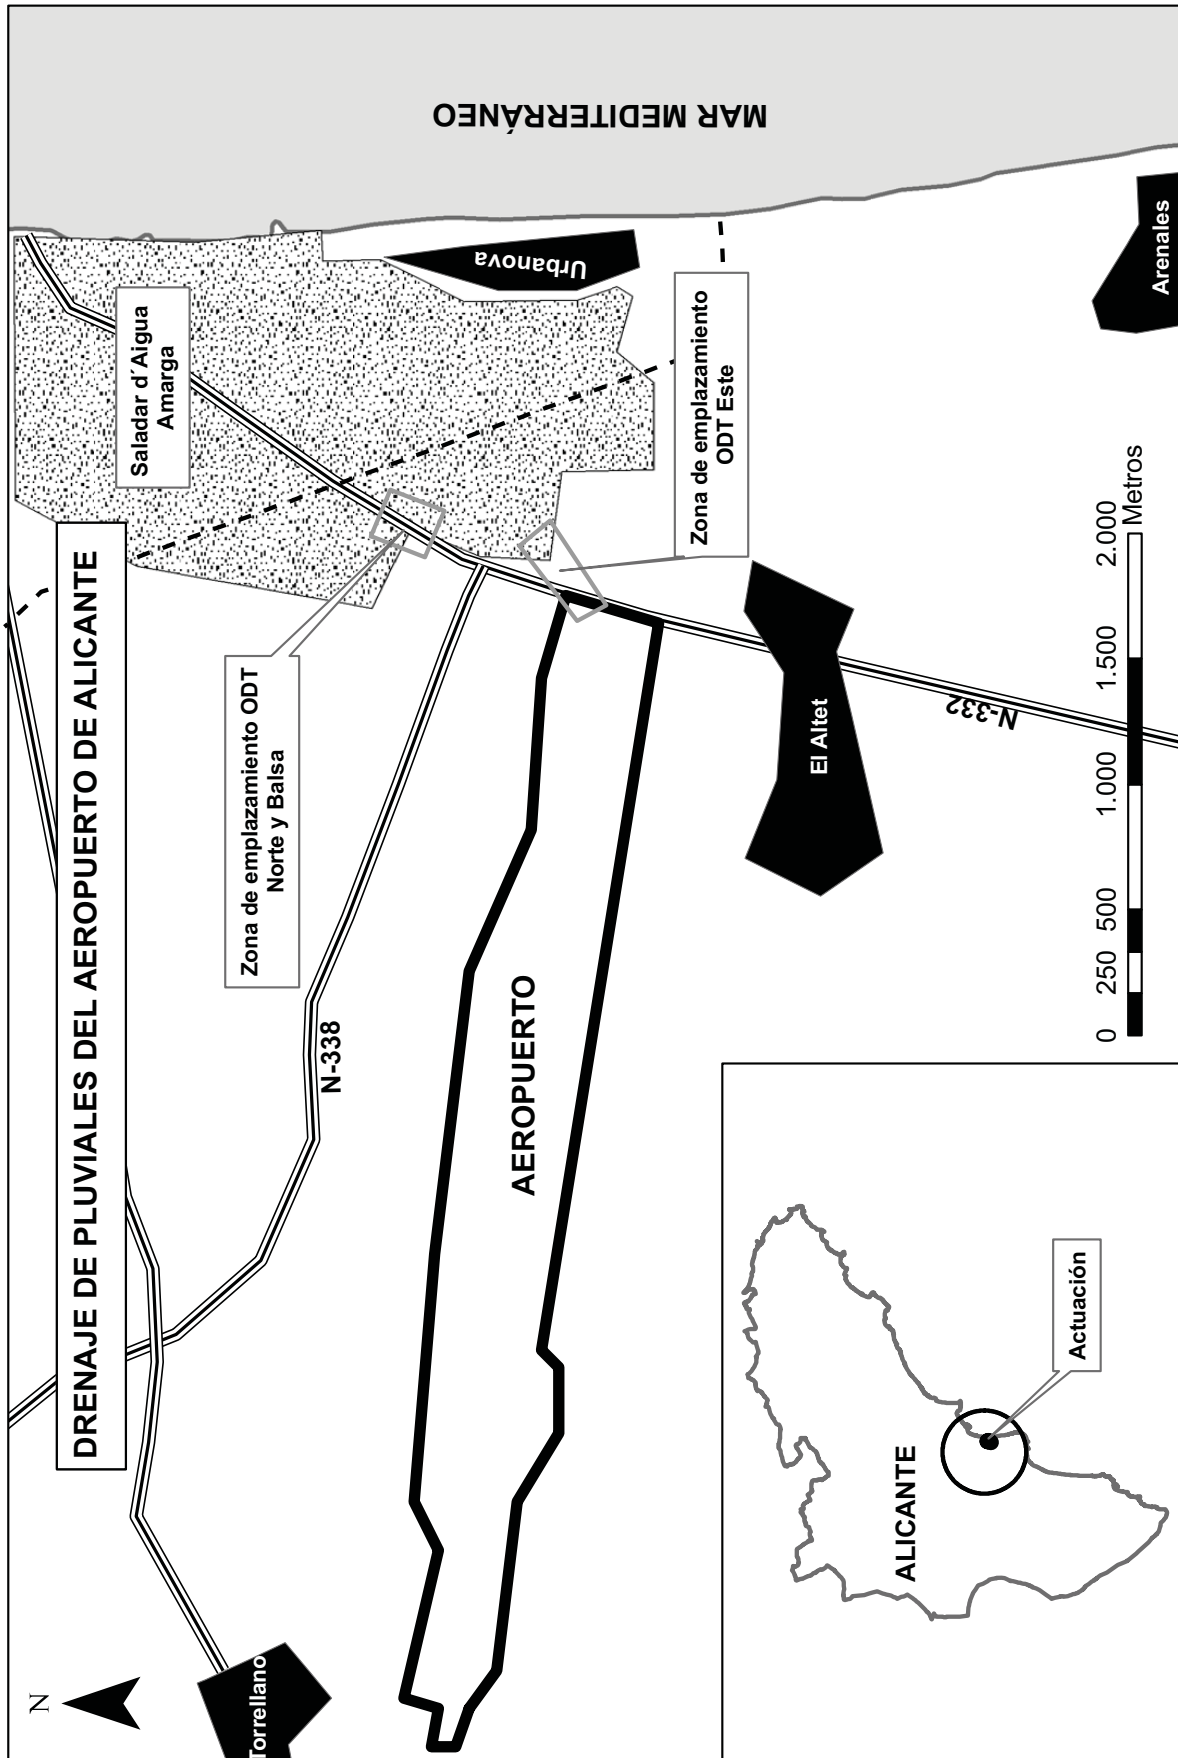 DRENAJE DE PLUVIALES DEL AEROPUERTO DE ALICANTE
N
Torrellano
N-338
Zona de emplazamiento ODT
Norte y Balsa
Saladar d´Aigua
Amarga
MAR MEDITERRÁNEO
Urbanova
AEROPUERTO
Zona de emplazamiento
ODT Este
El Altet
N-332
Arenales
ALICANTE
Actuación
0 250 500 1.000 1.500 2.000
Metros